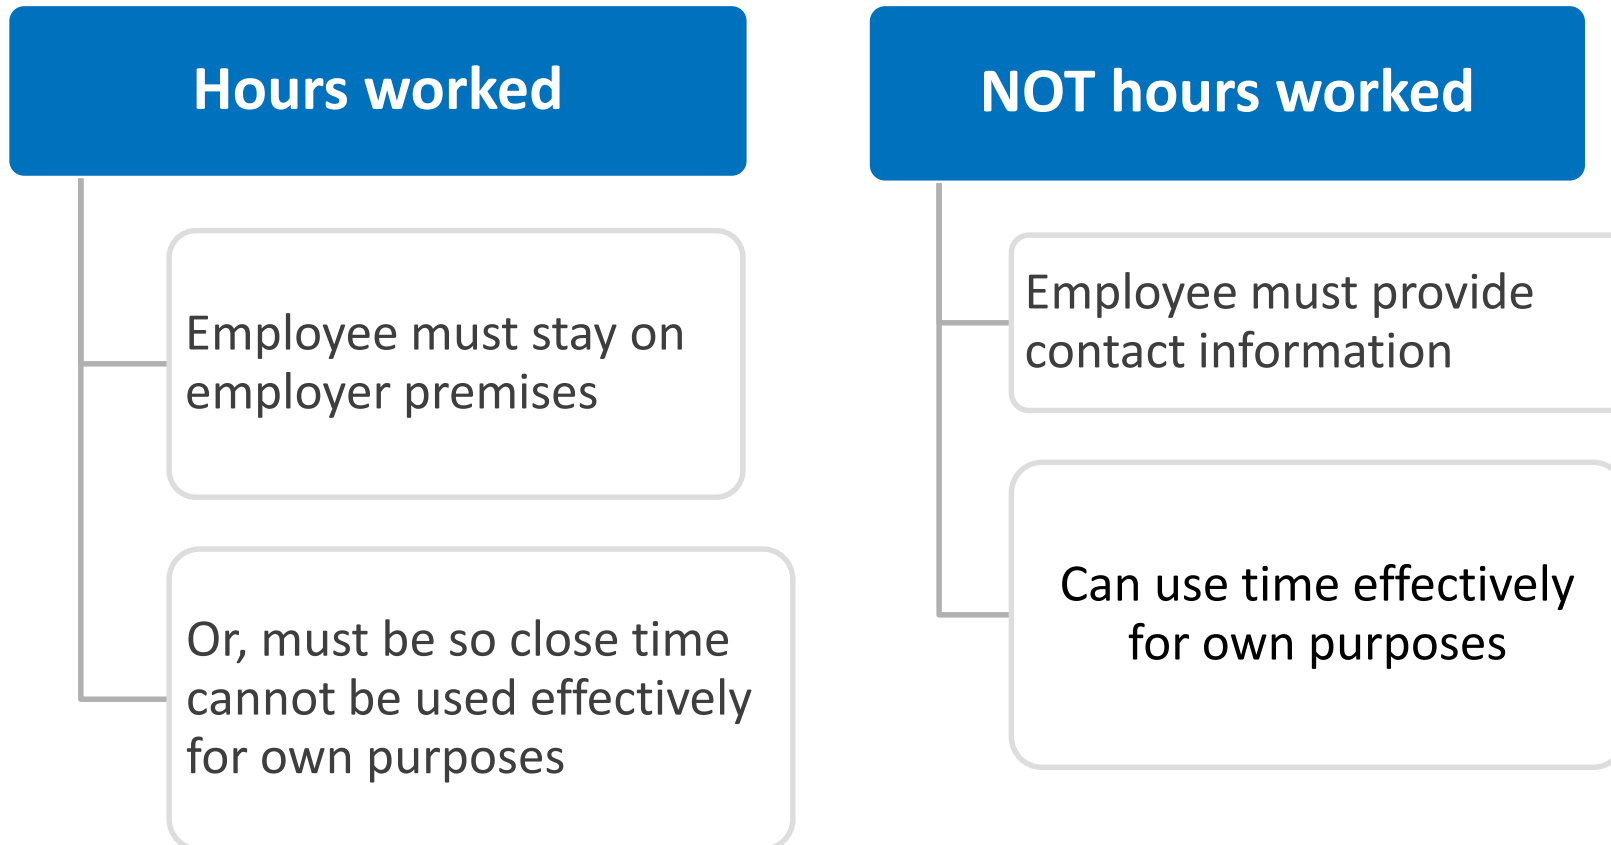 Hours worked
Employee must stay on
employer premises
Or, must be so close time
cannot be used effectively
for own purposes
NOT hours worked
Employee must provide
contact information
Can use time effectively
for own purposes